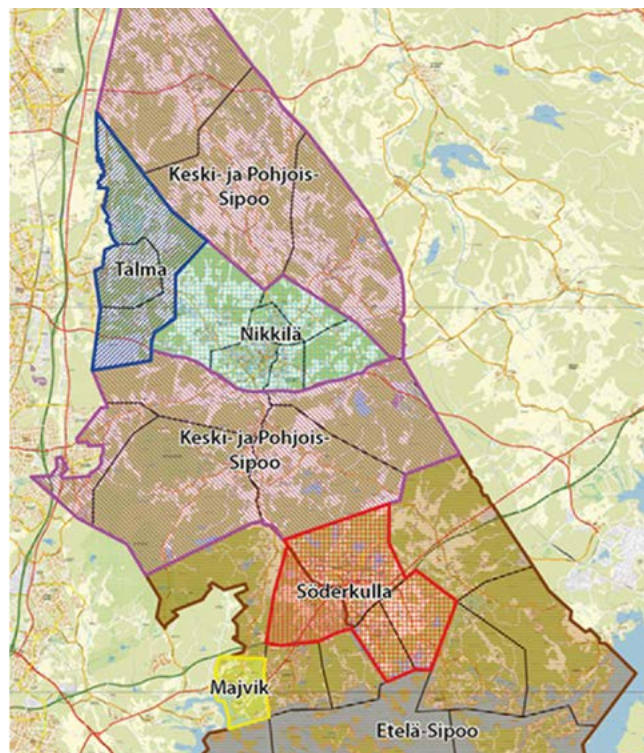 Keski- ja Pohjois-
Sipoo
Talma
Nikkilä
Keski- ja Pohjois-
Sipoo
Söderkulla
Majvik
Etelä-Sipoo